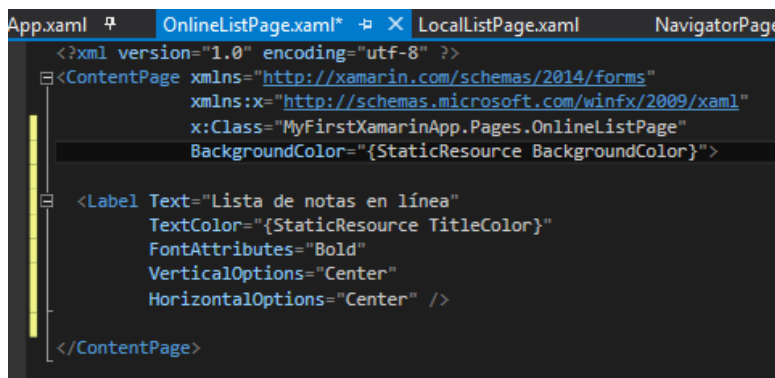 App.xaml OnlineListPage.xaml* LocalListPage.xaml NavigatorPage
<?xml version="1.0" encoding="utf-8" ?>
<ContentPage xmlns="http://xamarin.com/schemas/2014/forms"
xmlns:x="http://schemas.microsoft.com/winfx/2009/xaml"
x:Class="MyFirstXamarinApp.Pages.OnlineListPage"
BackgroundColor="{StaticResource BackgroundColor}">
<Label Text="Lista de notas en línea"
TextColor="{StaticResource TitleColor}"
FontAttributes="Bold"
VerticalOptions="Center"
HorizontalOptions="Center" />
</ContentPage>